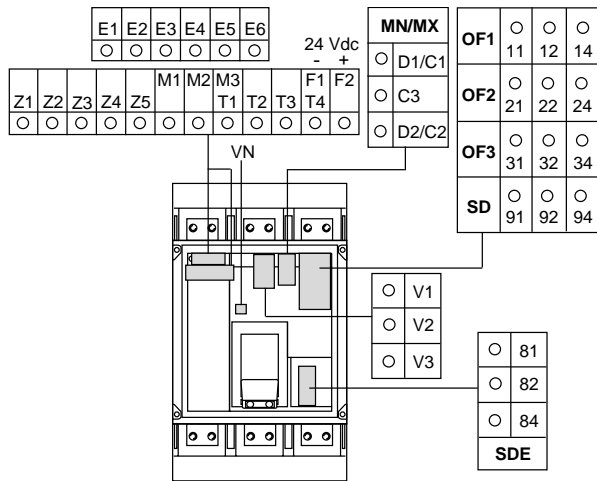 E1 E2 E3 E4 E5 E6
24 Vdc
- +
M1 M2 M3 F1 F2
Z1 Z2 Z3 Z4 Z5 T1 T2 T3 T4
VN
MN/MX
D1/C1
C3
D2/C2
OF1 11 12 14
OF2 21 22 24
OF3 31 32 34
SD 91 92 94
V1
V2
V3
81
82
84
SDE